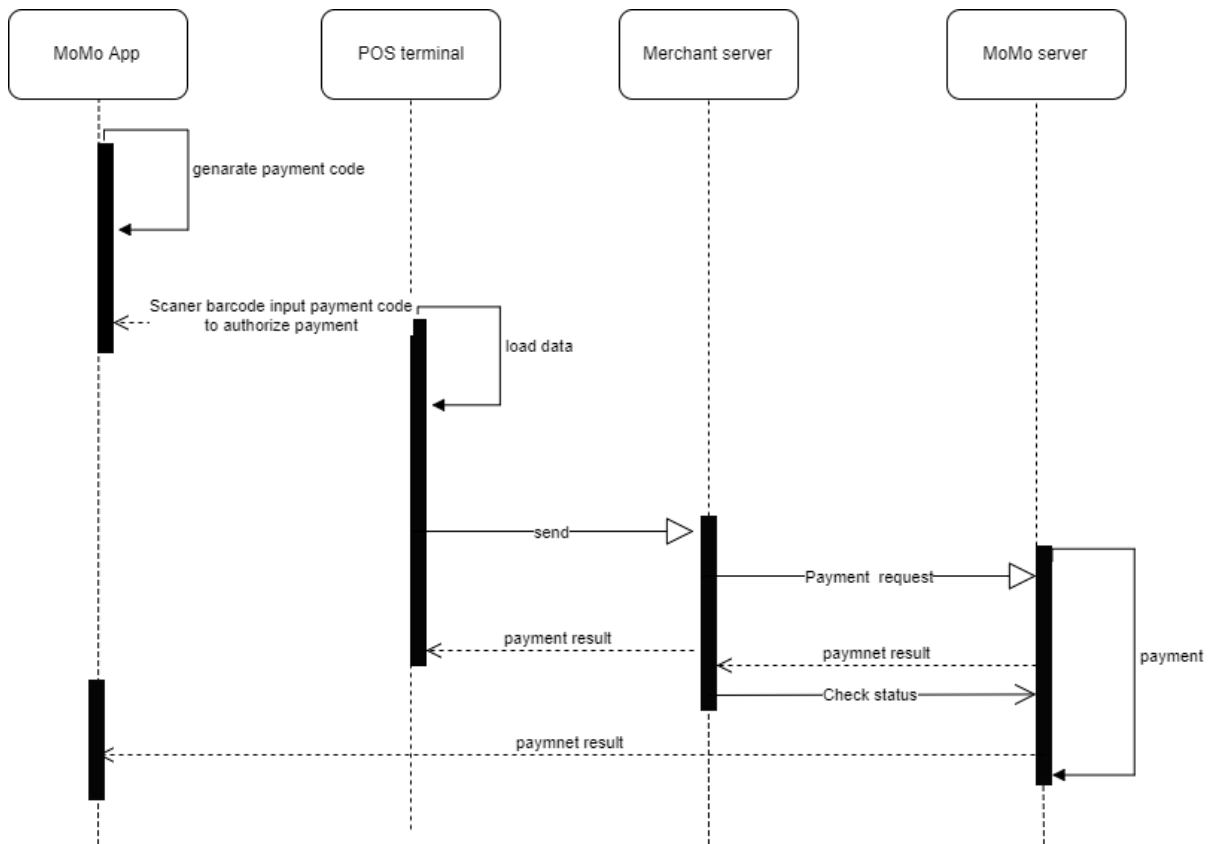 MoMo App
POS terminal
Merchant server
MoMo server
genarate payment code
Scaner barcode input payment code
to authorize payment
load data
send
Payment request
payment result
paymnet result
payment
Check status
paymnet result